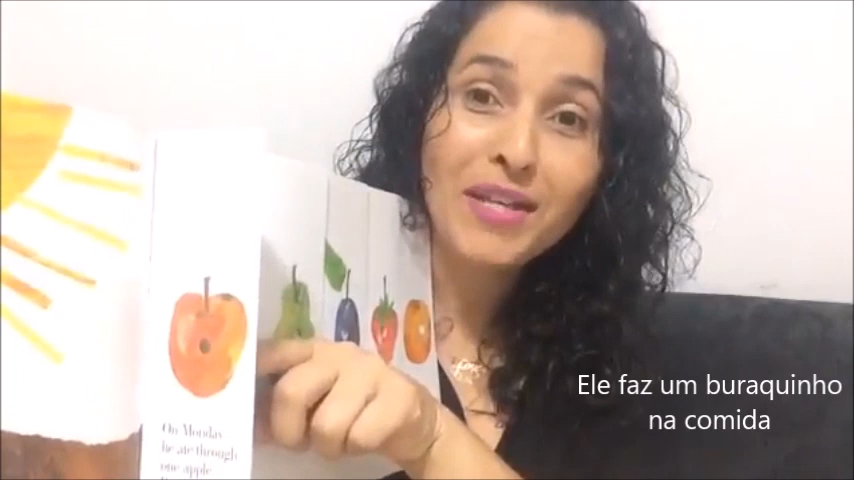 On Monday
he ate through
one apple.
Ele faz um buraquinho
na comida